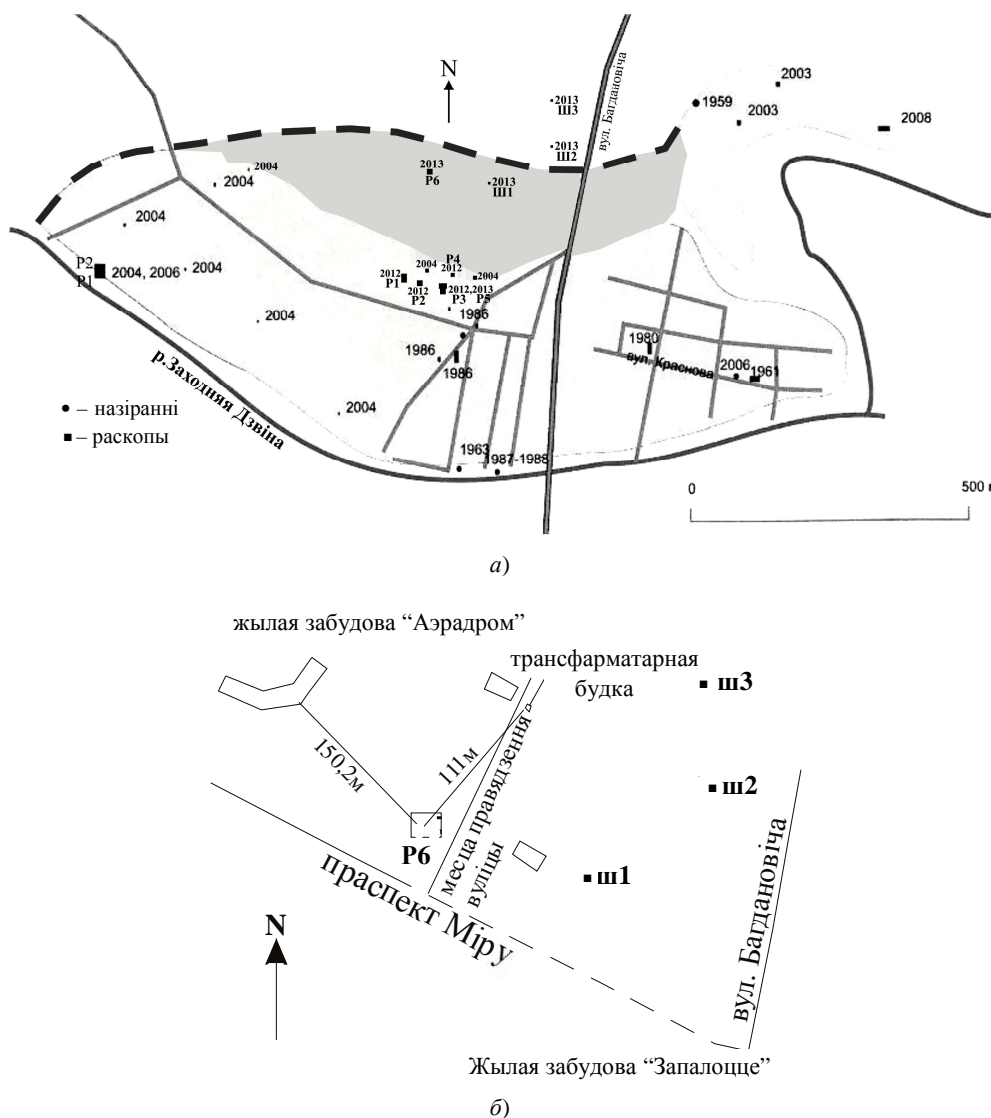 N
вул. Багдановіча
2003
2013
Ш3
1959
2003
2008
2013
Ш2
2004
2004
2013
Р6
2013
Ш1
2004
Р2
Р1
2004, 2006
2004
2012
Р1
2004
Р4
2012
2004
2012
Р2
2012,2013
Р3
Р5
1986
2004
1986
1986
1980
вул. Краснова
2006
1961
р.Заходняя Дзвіна
2004
● – назіранні
■ – раскопы
1963
1987-1988
0
500
а)
жылая забудова “Аэрадром”
трансфарматарная
будка
ш3
150,2м
111м
месца правядзення
вуліцы
ш2
Р6
ш1
праспект Міру
вул. Багдановіча
N
Жылая забудова “Запалоцце”
б)